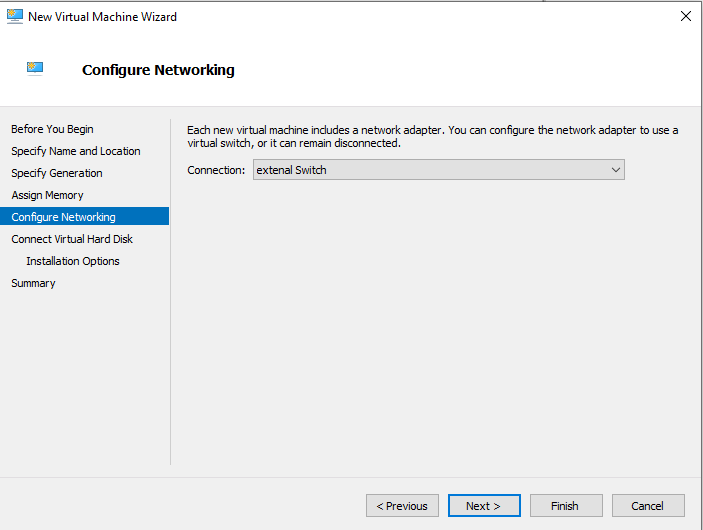 New Virtual Machine Wizard
Configure Networking
Before You Begin
Specify Name and Location
Specify Generation
Assign Memory
Configure Networking
Connect Virtual Hard Disk
Installation Options
Summary
Each new virtual machine includes a network adapter. You can configure the network adapter to use a
virtual switch, or it can remain disconnected.
Connection: extenal Switch
< Previous Next > Finish Cancel